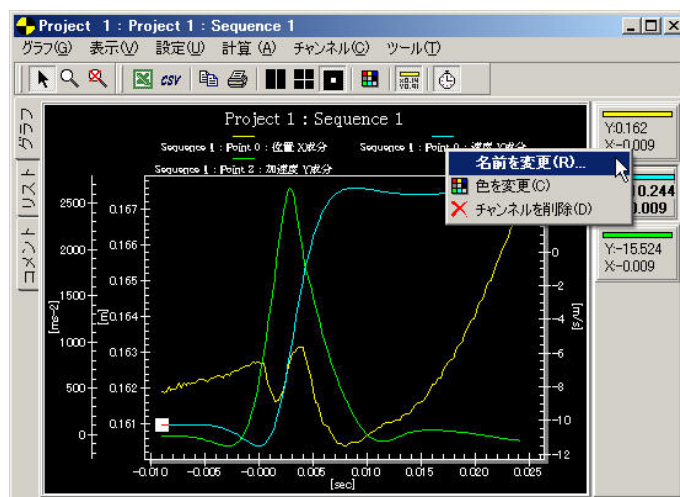 Project 1 : Project 1 : Sequence 1
グラフ(G) 表示(V) 設定(U) 計算 (A) チャンネル(C) ツール(T)
csv
x0.14
Y0.41
グラフ
リスト
コメント
Project 1 : Sequence 1
Sequence 1 : Point 0 : 位置 X成分 Sequence 1 : Point 0 : 速度 X成分
Sequence 1 : Point 2 : 加速度 Y成分
名前を変更(R)...
色を変更(C)
チャンネルを削除(D)
Y:0.162
X:-0.009
10.244
0.009
Y:-15.524
X:-0.009
2500
2000
1500
1000
500
0
[ms-2]
0.167
0.166
0.165
0.164
0.163
0.162
0.161
[m]
0
-4
-6
-8
-10
-12
[m/s]
-0.010 -0.005 -0.000 0.005 0.010 0.015 0.020 0.025
[sec]